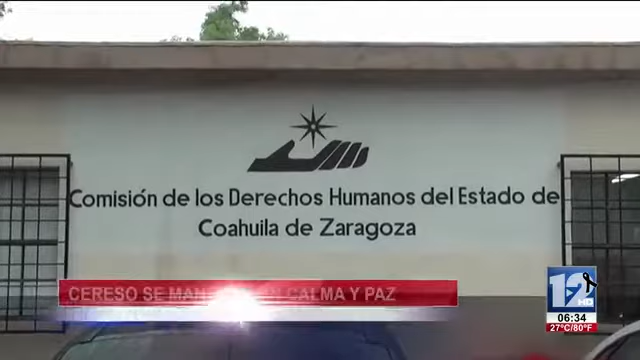 Comisión de los Derechos Humanos del Estado de
Coahuila de Zaragoza
CERESO SE CALMA Y PAZ
12
HD
06:34
27°C/80°F